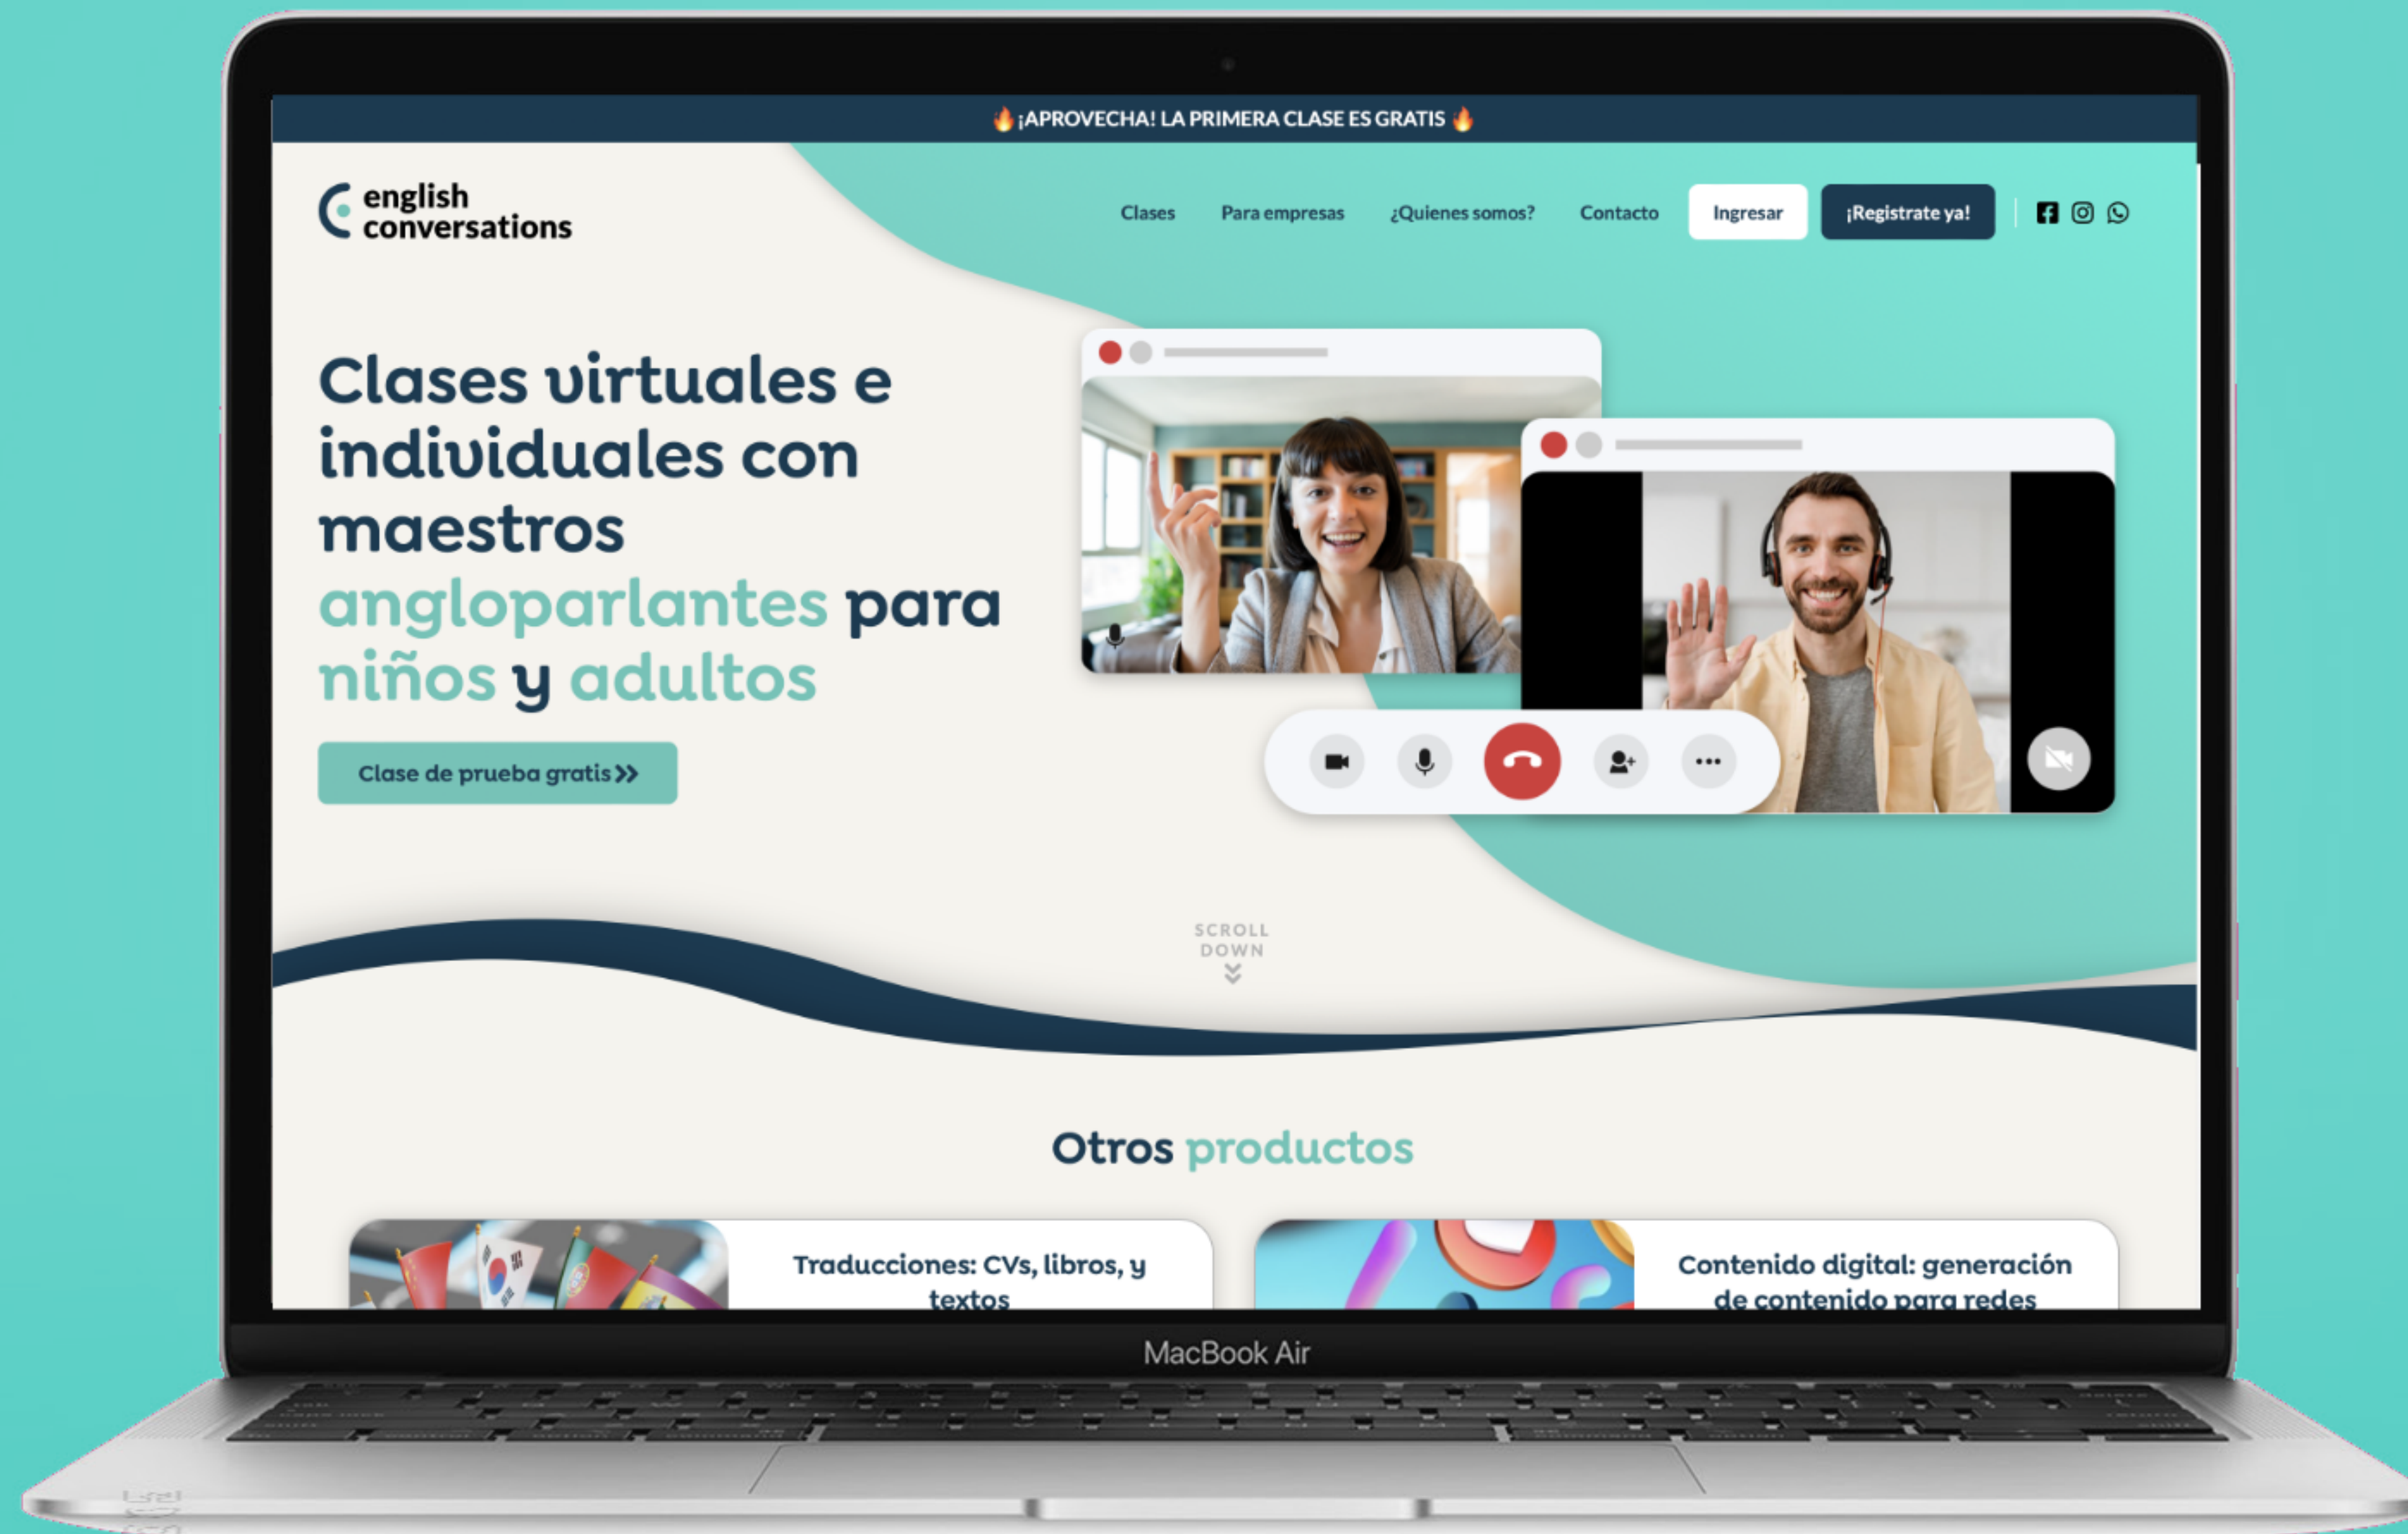 🔥¡APROVECHA! LA PRIMERA CLASE ES GRATIS 🔥
english
conversations
Clases Para empresas ¿Quienes somos? Contacto Ingresar ¡Registrate ya!
Clases virtuales e
individuales con
maestros
angloparlantes para
niños y adultos
Clase de prueba gratis
SCROLL
DOWN
Otros productos
Traducciones: CVs, libros, y
textos
Contenido digital: generación
de contenido para redes
MacBook Air